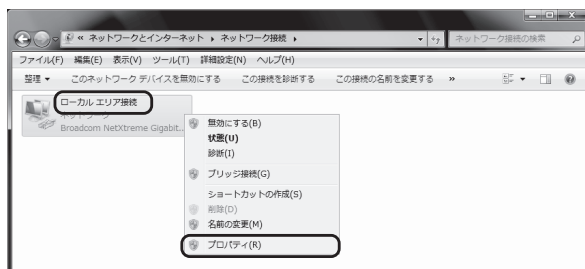 « ネットワークとインターネット ▸ ネットワーク接続 ▸
ネットワーク接続の検索
ファイル(F) 編集(E) 表示(V) ツール(T) 詳細設定(N) ヘルプ(H)
整理 ▼ このネットワーク デバイスを無効にする この接続を診断する この接続の名前を変更する »
ローカル エリア接続
ネットワーク
Broadcom NetXtreme Gigabit...
無効にする(B)
状態(U)
診断(I)
ブリッジ接続(G)
ショートカットの作成(S)
削除(D)
名前の変更(M)
プロパティ(R)